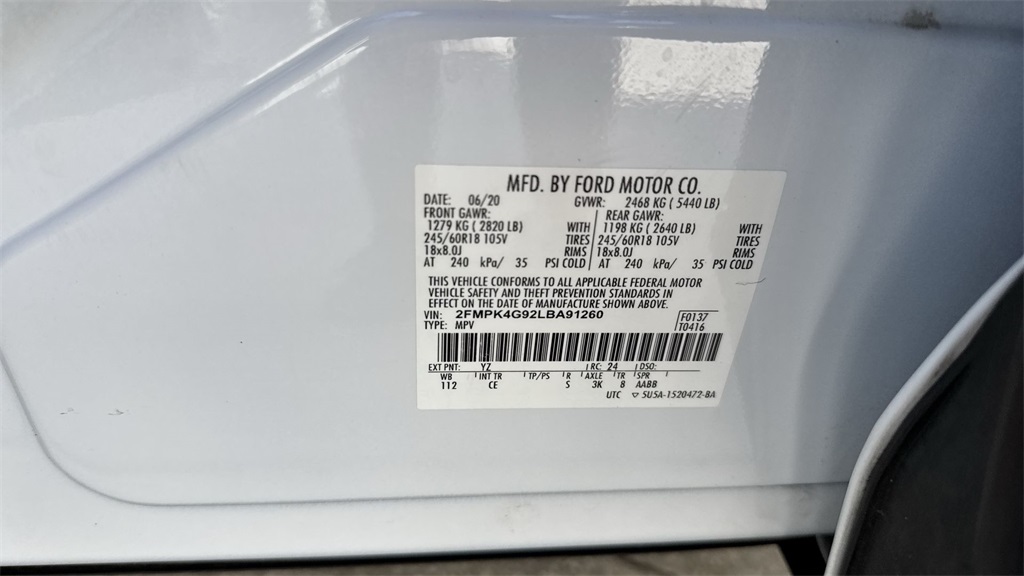 MFD. BY FORD MOTOR CO.
DATE: 06/20 GVWR: 2468 KG ( 5440 LB)
FRONT GAWR: REAR GAWR:
1279 KG ( 2820 LB) WITH 1198 KG ( 2640 LB) WITH
245/60R18 105V TIRES 245/60R18 105V TIRES
18x8.0J RIMS 18x8.0J RIMS
AT 240 kPa/ 35 PSI COLD AT 240 kPa/ 35 PSI COLD
THIS VEHICLE CONFORMS TO ALL APPLICABLE FEDERAL MOTOR
VEHICLE SAFETY AND THEFT PREVENTION STANDARDS IN
EFFECT ON THE DATE OF MANUFACTURE SHOWN ABOVE.
VIN: 2FMPK4G92LBA91260 F0137
TYPE: MPV T0416
EXT PNT: YZ RC: 24 DSO:
WB INT TR TP/PS R AXLE TR SPR
112 CE S 3K 8 AABB
UTC ▽ 5U5A-1520472-BA